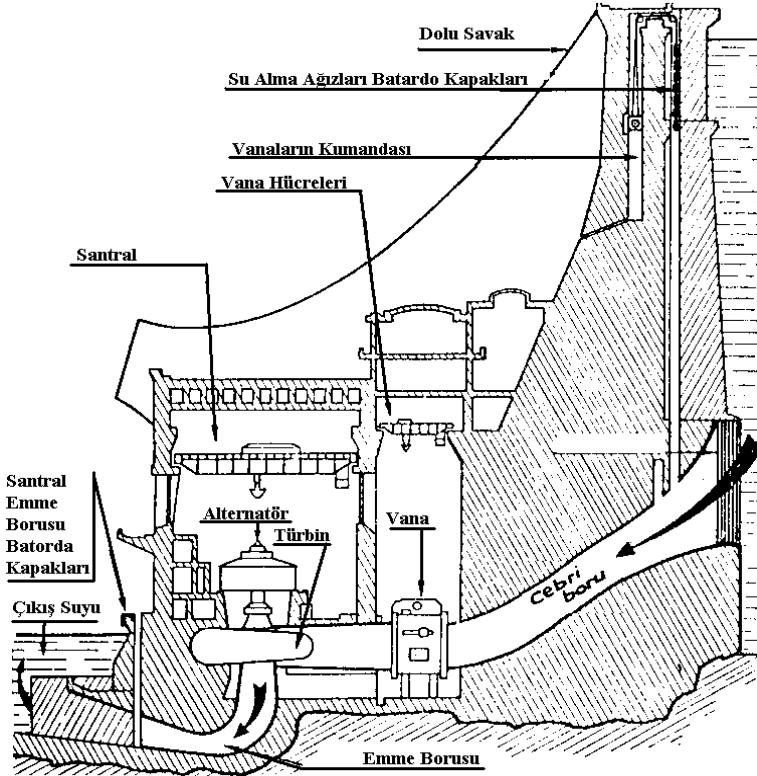 Dolu Savak
Su Alma Ağızları Batardo Kapakları
Vanaların Kumandası
Vana Hücreleri
Santral
Santral
Emme
Borusu
Batorda
Kapakları
Alternatör
Türbin
Vana
Cebri
boru
Çıkış Suyu
Emme Borusu